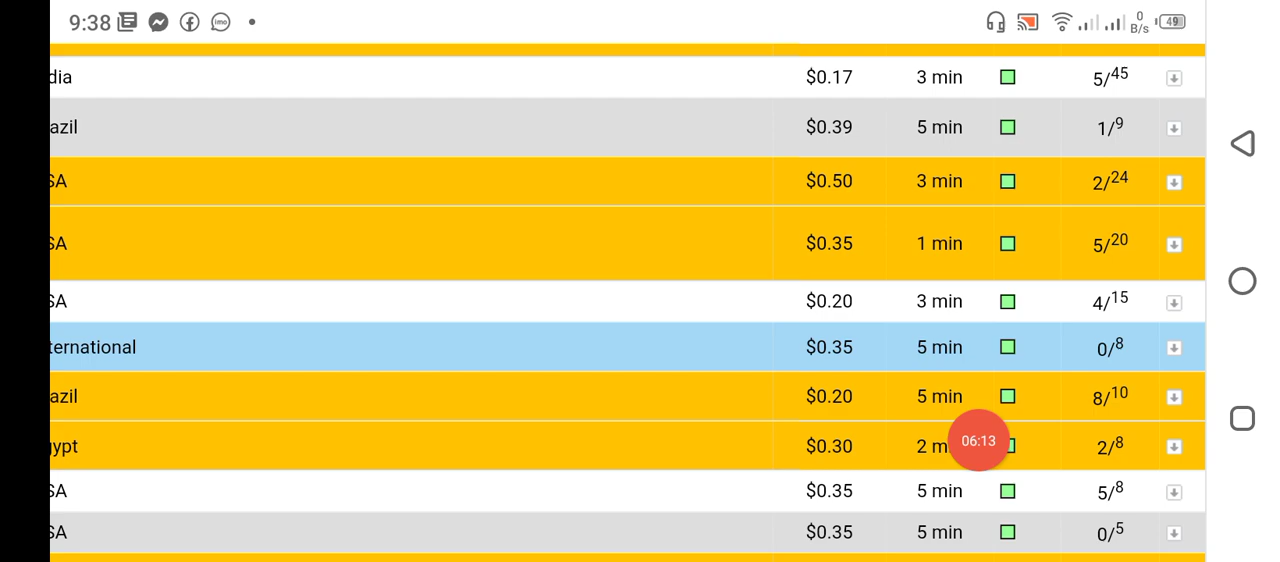 9:38 imo 0 B/s 49
dia $0.17 3 min 5/45
azil $0.39 5 min 1/9
SA $0.50 3 min 2/24
SA $0.35 1 min 5/20
SA $0.20 3 min 4/15
ternational $0.35 5 min 0/8
azil $0.20 5 min 8/10
gypt $0.30 2 m 06:13 2/8
SA $0.35 5 min 5/8
SA $0.35 5 min 0/5